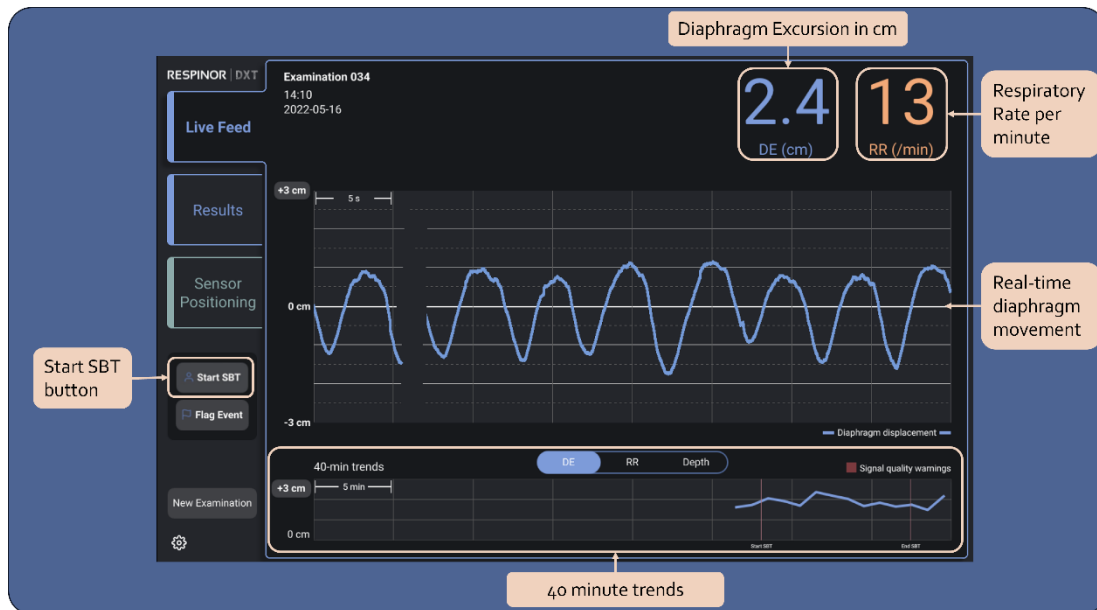 Diaphragm Excursion in cm
RESPINOR | DXT
Examination 034
14:10
2022-05-16
2.4
DE (cm)
13
RR (/min)
Respiratory
Rate per
minute
Live Feed
Results
Sensor
Positioning
+3 cm
5 s
0 cm
-3 cm
Diaphragm displacement
Real-time
diaphragm
movement
Start SBT
button
Start SBT
Flag Event
New Examination
40-min trends
DE
RR
Depth
Signal quality warnings
+3 cm
5 min
0 cm
Start SBT
End SBT
40 minute trends